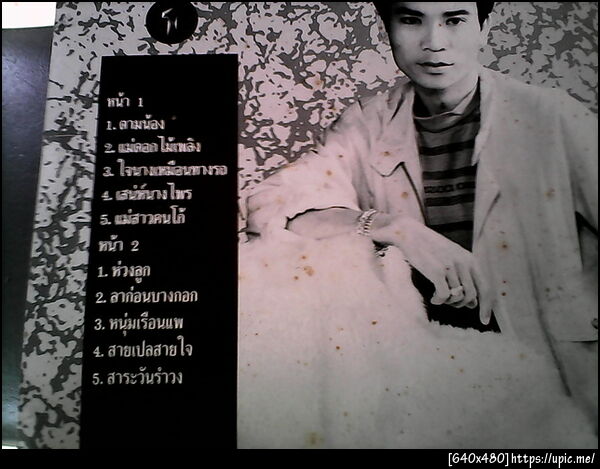 หน้า 1
1. ตามน้อง
2. แม่ดอกไม้เพลิง
3. ใจนางเหมือนทางรถ
4. เสน่ห์นางไพร
5. แม่สาวคนโก้
หน้า 2
1. ห่วงลูก
2. ลาก่อนบางกอก
3. หนุ่มเรือนแพ
4. สายเปลสายใจ
5. สาระวันรำวง
[640x480]https://upic.me/